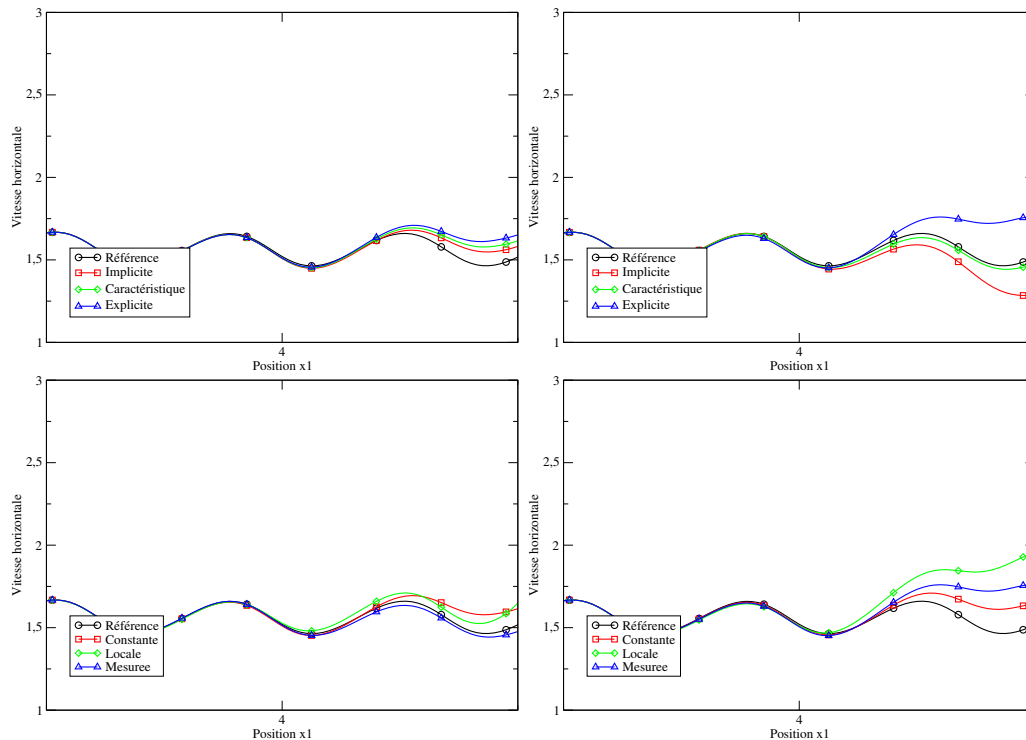 3
2,5
2
1,5
1
Vitesse horizontale
Référence
Implicite
Caractéristique
Explicite
4
Position x1
3
2,5
2
1,5
1
Vitesse horizontale
Référence
Implicite
Caractéristique
Explicite
4
Position x1
3
2,5
2
1,5
1
Vitesse horizontale
Référence
Constante
Locale
Mesuree
4
Position x1
3
2,5
2
1,5
1
Vitesse horizontale
Référence
Constante
Locale
Mesuree
4
Position x1